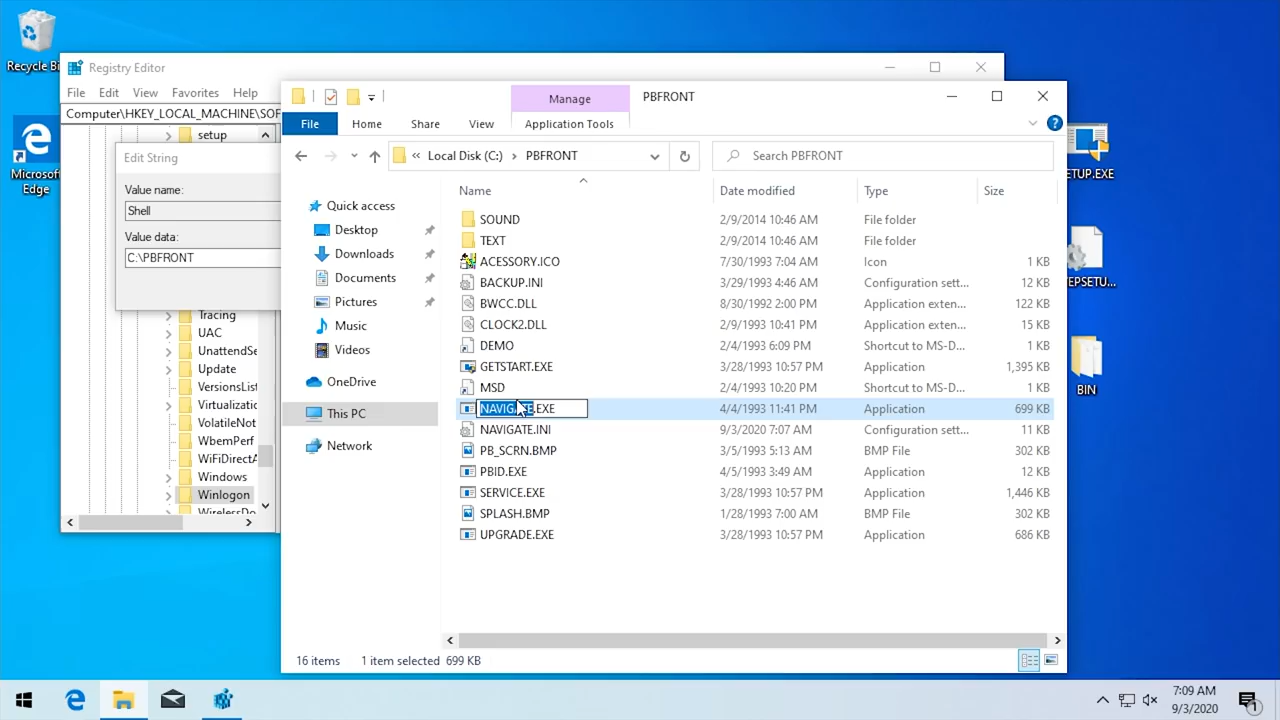 Recycle Bi
Microsoft
Edge
Registry Editor
File Edit View Favorites Help
Computer\HKEY_LOCAL_MACHINE\SOF
setup
Edit String
Value name:
Shell
Value data:
C:\PBFRONT
Tracing
UAC
UnattendSe
Update
VersionsList
Virtualizatio
VolatileNot
WbemPerf
WiFiDirectA
Windows
Winlogon
WirelessDo
Manage
PBFRONT
File Home Share View Application Tools
« Local Disk (C:) › PBFRONT
Search PBFRONT
Quick access
Desktop
Downloads
Documents
Pictures
Music
Videos
OneDrive
This PC
Network
Name Date modified Type Size
SOUND 2/9/2014 10:46 AM File folder
TEXT 2/9/2014 10:46 AM File folder
ACESSORY.ICO 7/30/1993 7:04 AM Icon 1 KB
BACKUP.INI 3/29/1993 4:46 AM Configuration sett... 12 KB
BWCC.DLL 8/30/1992 2:00 PM Application exten... 122 KB
CLOCK2.DLL 2/9/1993 10:41 PM Application exten... 15 KB
DEMO 2/4/1993 6:09 PM Shortcut to MS-D... 1 KB
GETSTART.EXE 3/28/1993 10:57 PM Application 1,395 KB
MSD 2/4/1993 10:20 PM Shortcut to MS-D... 1 KB
NAVIGATE.EXE 4/4/1993 11:41 PM Application 699 KB
NAVIGATE.INI 9/3/2020 7:07 AM Configuration sett... 11 KB
PB_SCRN.BMP 3/5/1993 5:13 AM BMP File 302 KB
PBID.EXE 4/5/1993 3:49 AM Application 12 KB
SERVICE.EXE 3/28/1993 10:57 PM Application 1,446 KB
SPLASH.BMP 1/28/1993 7:00 AM BMP File 302 KB
UPGRADE.EXE 3/28/1993 10:57 PM Application 686 KB
16 items 1 item selected 699 KB
ETUP.EXE
EPSETU...
BIN
7:09 AM
9/3/2020
1